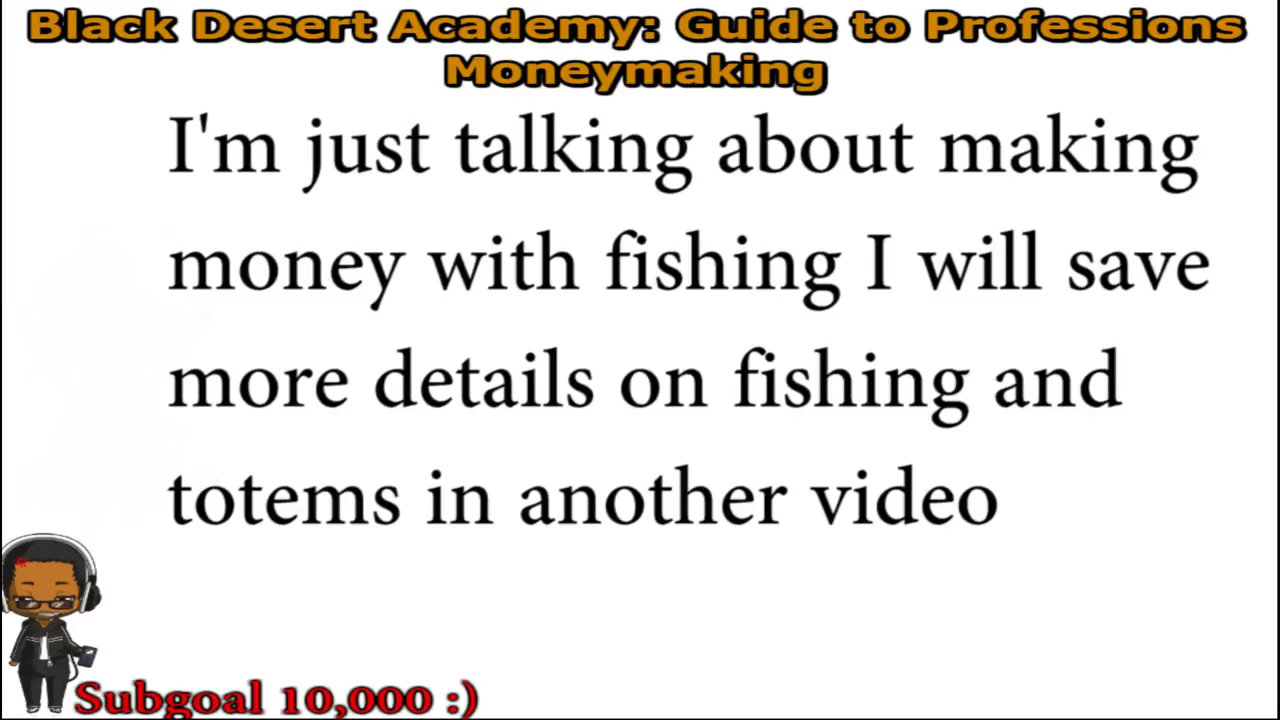 Black Desert Academy: Guide to Professions
Moneymaking
I'm just talking about making
money with fishing I will save
more details on fishing and
totems in another video
Subgoal 10,000 :)